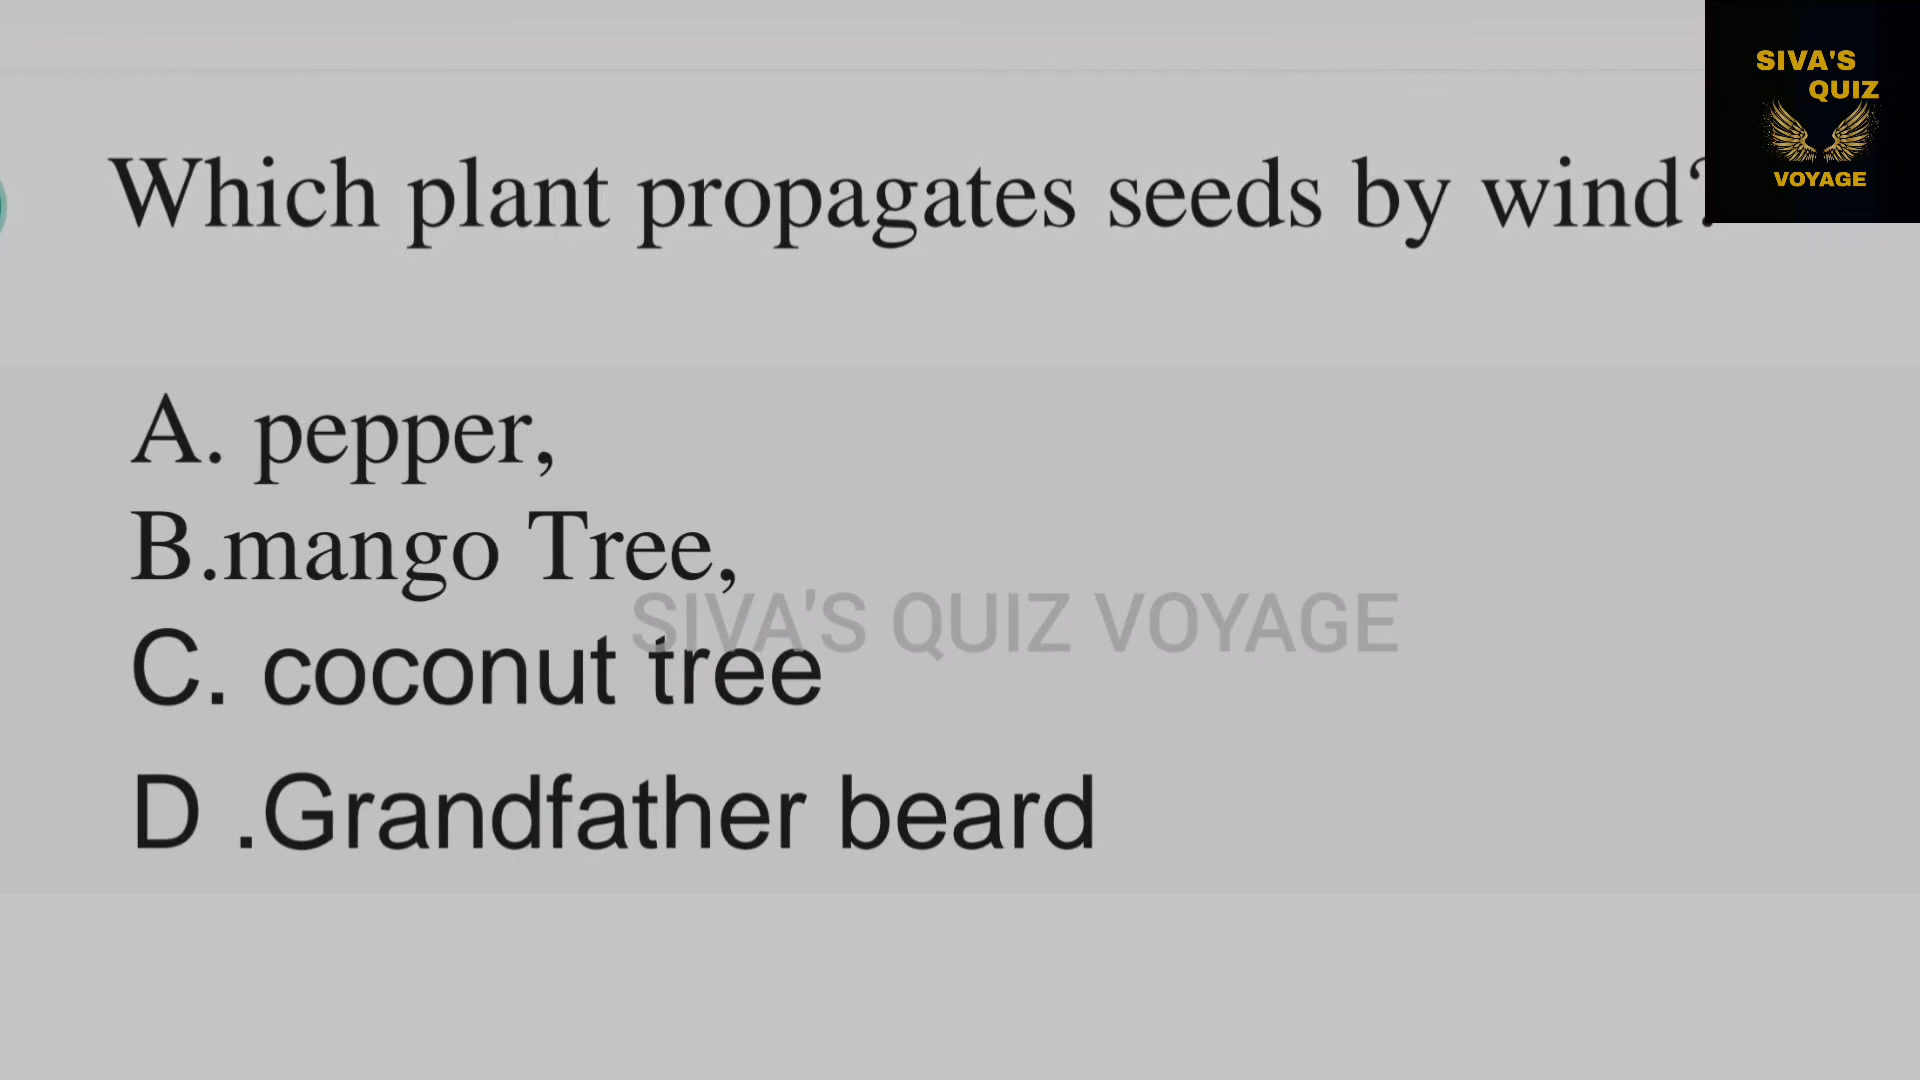 SIVA'S
QUIZ
VOYAGE
Which plant propagates seeds by wind?
A. pepper,
B.mango Tree,
SIVA'S QUIZ VOYAGE
C. coconut tree
D .Grandfather beard